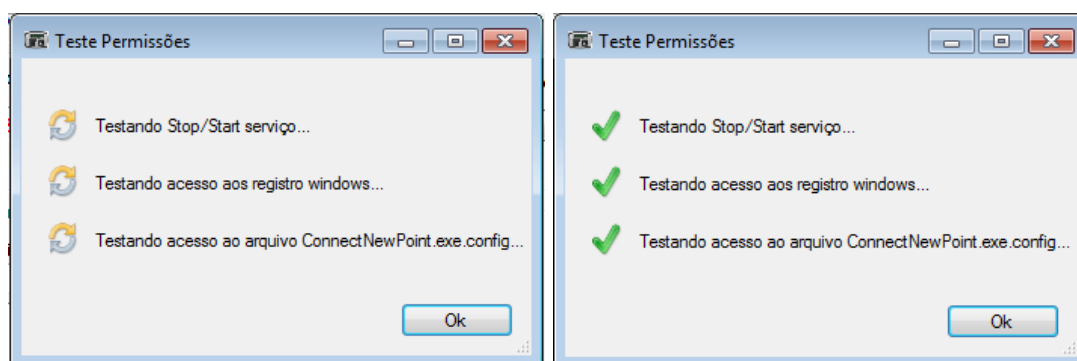 Teste Permissões
Testando Stop/Start serviço...
Testando acesso aos registro windows...
Testando acesso ao arquivo ConnectNewPoint.exe.config...
Ok
Teste Permissões
Testando Stop/Start serviço...
Testando acesso aos registro windows...
Testando acesso ao arquivo ConnectNewPoint.exe.config...
Ok